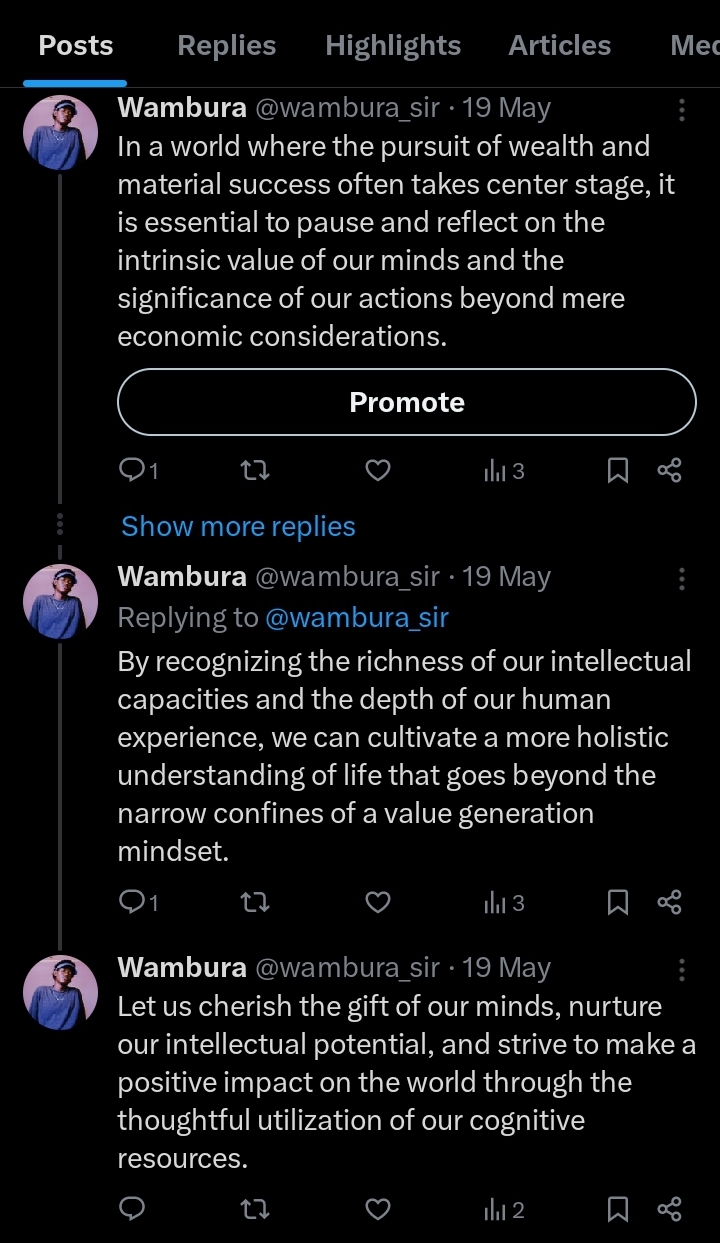 Posts Replies Highlights Articles Med
Wambura @wambura_sir · 19 May
In a world where the pursuit of wealth and
material success often takes center stage, it
is essential to pause and reflect on the
intrinsic value of our minds and the
significance of our actions beyond mere
economic considerations.
Promote
1 3
Show more replies
Wambura @wambura_sir · 19 May
Replying to @wambura_sir
By recognizing the richness of our intellectual
capacities and the depth of our human
experience, we can cultivate a more holistic
understanding of life that goes beyond the
narrow confines of a value generation
mindset.
1 3
Wambura @wambura_sir · 19 May
Let us cherish the gift of our minds, nurture
our intellectual potential, and strive to make a
positive impact on the world through the
thoughtful utilization of our cognitive
resources.
2